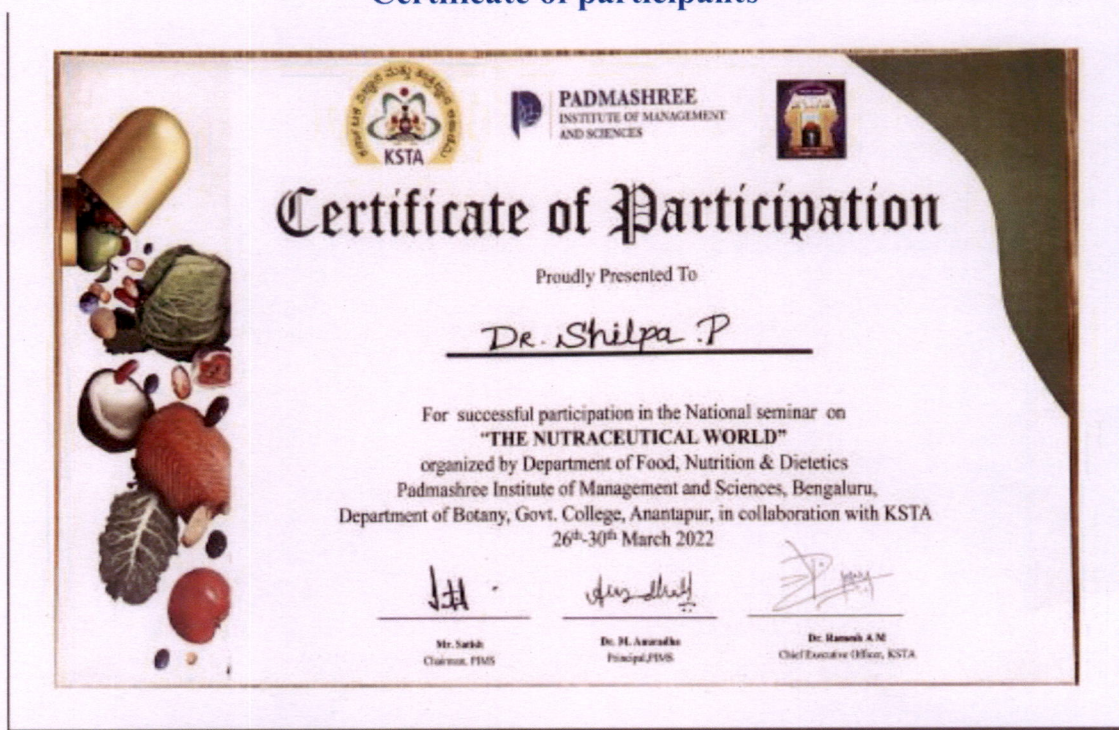 Certificate of participants
KSTA
PADMASHREE
INSTITUTE OF MANAGEMENT
AND SCIENCES
Certificate of Participation
Proudly Presented To
DR. Shilpa .P
For successful participation in the National seminar on
"THE NUTRACEUTICAL WORLD"
organized by Department of Food, Nutrition & Dietetics
Padmashree Institute of Management and Sciences, Bengaluru,
Department of Botany, Govt. College, Anantapur, in collaboration with KSTA
26th-30th March 2022
Mr. Satish
Chairman, PIMS
Dr. M. Anuradha
Principal,PIMS
Dr. Ramesh A M
Chief Executive Officer, KSTA